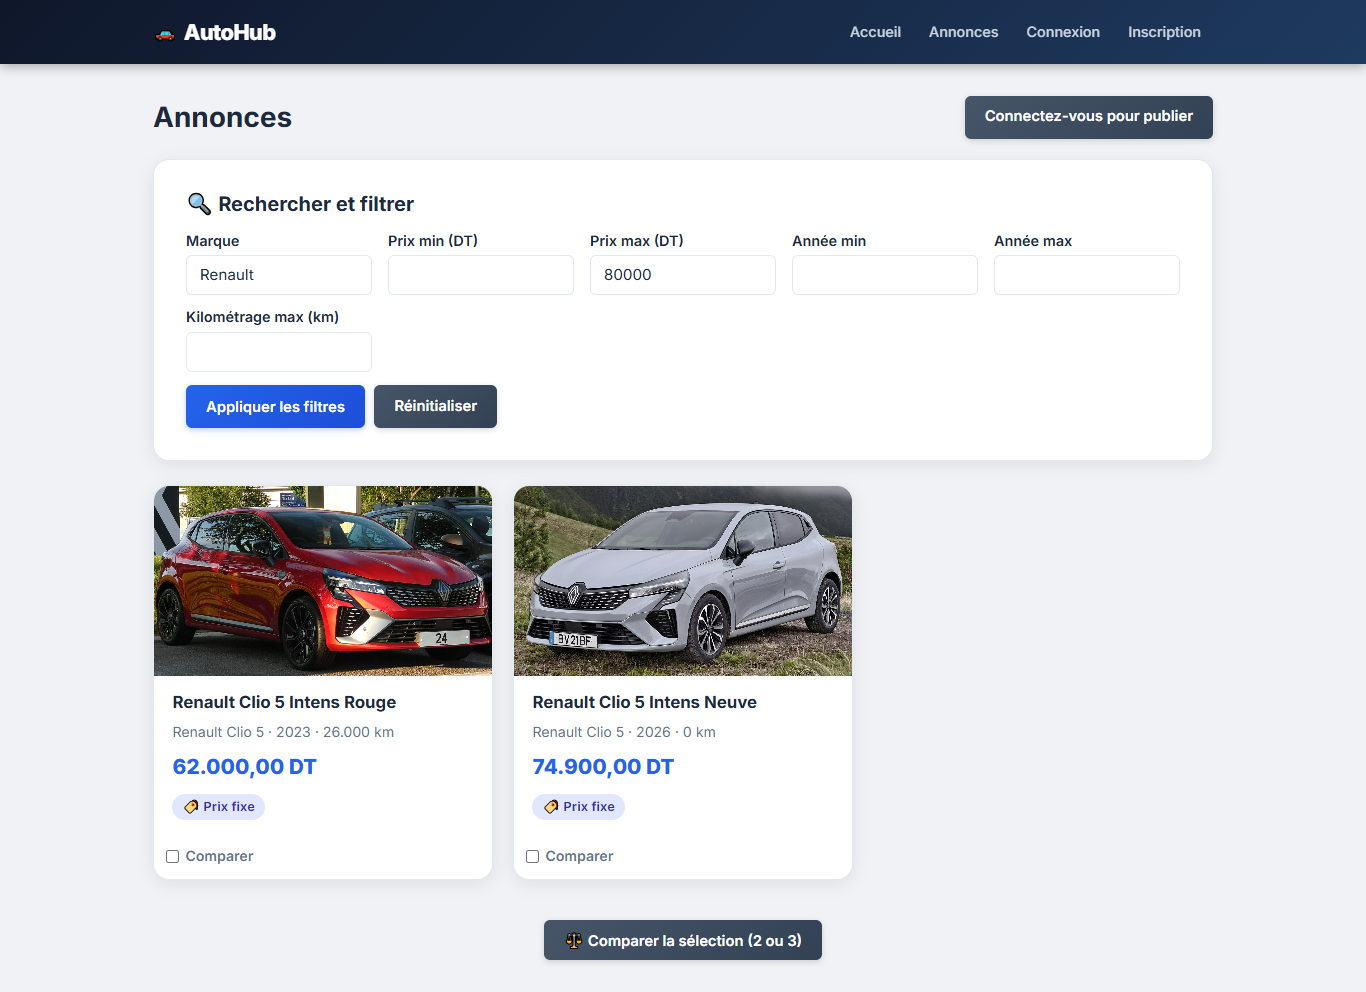 AutoHub
Accueil
Annonces
Connexion
Inscription
Annonces
Connectez-vous pour publier
Rechercher et filtrer
Marque
Prix min (DT)
Prix max (DT)
Année min
Année max
Renault
80000
Kilométrage max (km)
Appliquer les filtres
Réinitialiser
24
BV218F
Renault Clio 5 Intens Rouge
Renault Clio 5 · 2023 · 26.000 km
62.000,00 DT
Prix fixe
Comparer
Renault Clio 5 Intens Neuve
Renault Clio 5 · 2026 · 0 km
74.900,00 DT
Prix fixe
Comparer
Comparer la sélection (2 ou 3)